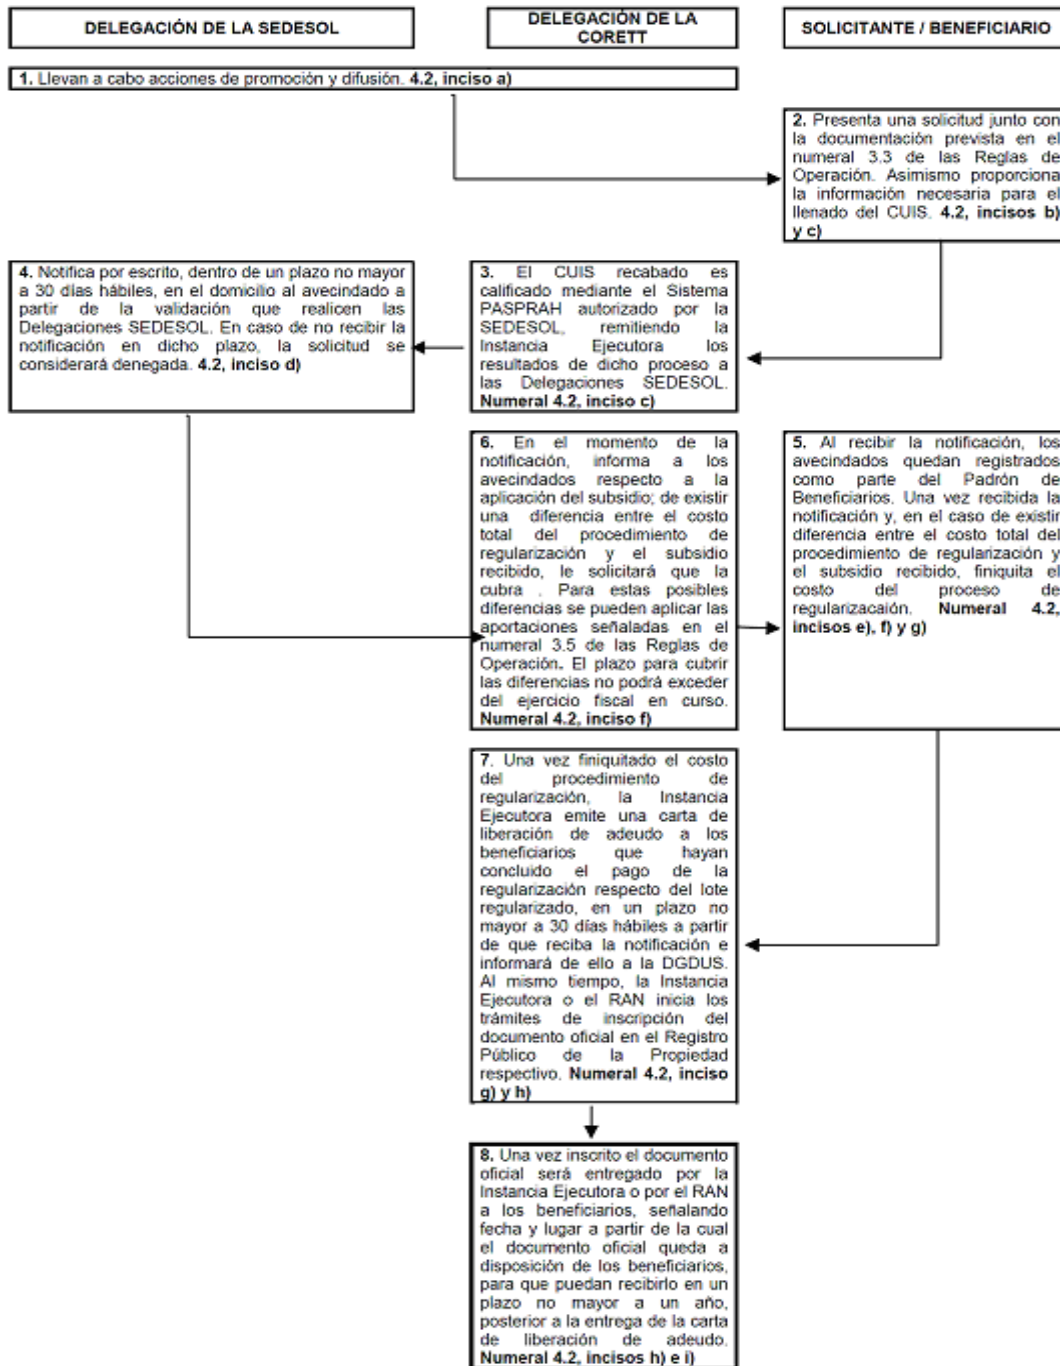 DELEGACIÓN DE LA SEDESOL
DELEGACIÓN DE LA
CORETT
SOLICITANTE / BENEFICIARIO
1. Llevan a cabo acciones de promoción y difusión. 4.2, inciso a)
2. Presenta una solicitud junto con
la documentación prevista en el
numeral 3.3 de las Reglas de
Operación. Asimismo proporciona
la información necesaria para el
llenado del CUIS. 4.2, incisos b)
y c)
3. El CUIS recabado es
calificado mediante el Sistema
PASPRAH autorizado por la
SEDESOL, remitiendo la
Instancia Ejecutora los
resultados de dicho proceso a
las Delegaciones SEDESOL.
Numeral 4.2, inciso c)
4. Notifica por escrito, dentro de un plazo no mayor
a 30 días hábiles, en el domicilio al avecindado a
partir de la validación que realicen las
Delegaciones SEDESOL. En caso de no recibir la
notificación en dicho plazo, la solicitud se
considerará denegada. 4.2, inciso d)
5. Al recibir la notificación, los
avecindados quedan registrados
como parte del Padrón de
Beneficiarios. Una vez recibida la
notificación y, en el caso de existir
diferencia entre el costo total del
procedimiento de regularización y
el subsidio recibido, finiquita el
costo del proceso de
regularizacaión. Numeral 4.2,
incisos e), f) y g)
6. En el momento de la
notificación, informa a los
avecindados respecto a la
aplicación del subsidio; de existir
una diferencia entre el costo
total del procedimiento de
regularización y el subsidio
recibido, le solicitará que la
cubra . Para estas posibles
diferencias se pueden aplicar las
aportaciones señaladas en el
numeral 3.5 de las Reglas de
Operación. El plazo para cubrir
las diferencias no podrá exceder
del ejercicio fiscal en curso.
Numeral 4.2, inciso f)
7. Una vez finiquitado el costo
del procedimiento de
regularización, la Instancia
Ejecutora emite una carta de
liberación de adeudo a los
beneficiarios que hayan
concluido el pago de la
regularización respecto del lote
regularizado, en un plazo no
mayor a 30 días hábiles a partir
de que reciba la notificación e
informará de ello a la DGDUS.
Al mismo tiempo, la Instancia
Ejecutora o el RAN inicia los
trámites de inscripción del
documento oficial en el Registro
Público de la Propiedad
respectivo. Numeral 4.2, inciso
g) y h)
8. Una vez inscrito el documento
oficial será entregado por la
Instancia Ejecutora o por el RAN
a los beneficiarios, señalando
fecha y lugar a partir de la cual
el documento oficial queda a
disposición de los beneficiarios,
para que puedan recibirlo en un
plazo no mayor a un año,
posterior a la entrega de la carta
de liberación de adeudo.
Numeral 4.2, incisos h) e i)